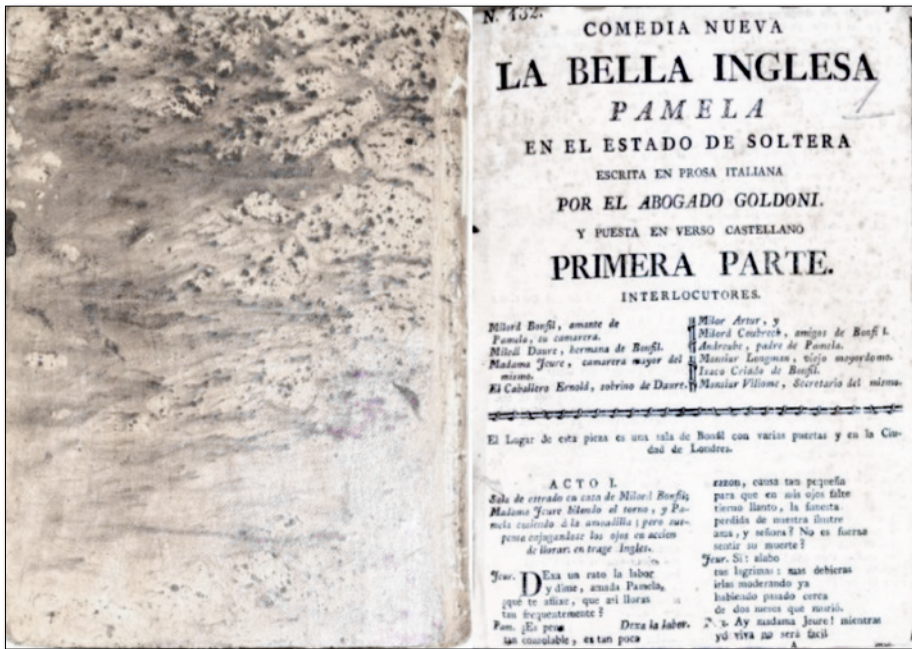 N. 132.
COMEDIA NUEVA
LA BELLA INGLESA
PAMELA
EN EL ESTADO DE SOLTERA
ESCRITA EN PROSA ITALIANA
POR EL ABOGADO GOLDONI.
Y PUESTA EN VERSO CASTELLANO
PRIMERA PARTE.
INTERLOCUTORES.
Milord Bonfil, amante de
Pamela, su camarera.
Miledi Daure, hermana de Bonfil.
Madama Jeure, camarera mayor del
mismo.
El Caballero Ernold, sobrino de Daure.
Milor Artur, y
Milord Coubrech, amigos de Bonfil.
Andreube, padre de Pamela.
Monsiur Longman, viejo mayordomo.
Isaco Criado de Bonfil.
Monsiur Villome, Secretario del mismo.
El Lugar de esta pieza es una sala de Bonfil con varias puertas y en la Ciu-
dad de Londres.
ACTO I.
Sala de estrado en casa de Milord Bonfil;
Madama Jeure hilando al torno, y Pa-
mela cosiendo á la almoadilla; pero sus-
pensa enjugandose los ojos en accion
de llorar: en trage Ingles.
Jeur. DExa un rato la labor
y dime, amada Pamela,
¿qué te aflixe, que asi lloras
tan frequentemente? Dexa la labor.
Pam. ¿Es pena
tan consolable, es tan poca
razon, causa tan pequeña
para que en mis ojos falte
tierno llanto, la funesta
perdida de nuestra ilustre
ama, y señora? No es fuerza
sentir su muerte?
Jeur. Si: alabo
tus lagrimas: mas debieras
irlas moderando ya
habiendo pasado cerca
de dos meses que murió.
Ay madama Jeure! mientras
yó viva no será facil
A